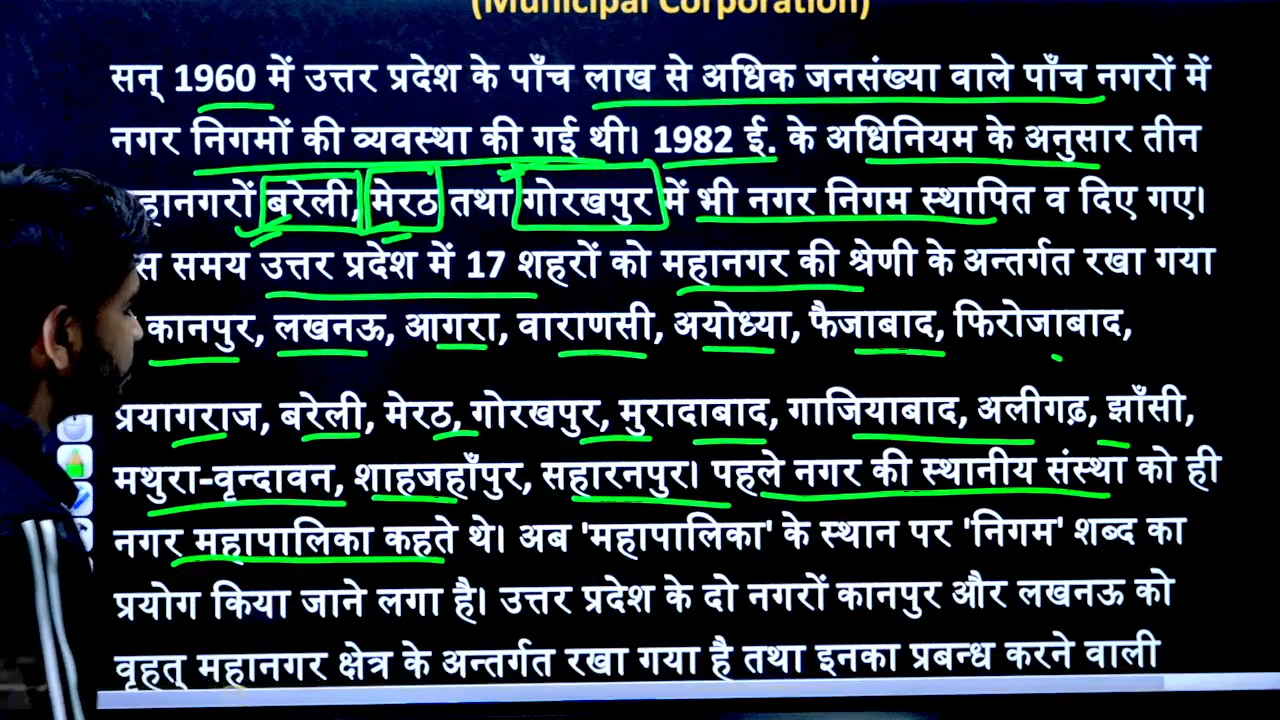 (Municipal Corporation)
सन् 1960 में उत्तर प्रदेश के पाँच लाख से अधिक जनसंख्या वाले पाँच नगरों में
नगर निगमों की व्यवस्था की गई थी। 1982 ई. के अधिनियम के अनुसार तीन
बरेली, मेरठ तथा गोरखपुर में भी नगर निगम स्थापित व दिए गए।
समय उत्तर प्रदेश में 17 शहरों को महानगर की श्रेणी के अन्तर्गत रखा गया
कानपुर, लखनऊ, आगरा, वाराणसी, अयोध्या, फैजाबाद, फिरोजाबाद,
प्रयागराज, बरेली, मेरठ, गोरखपुर, मुरादाबाद, गाजियाबाद, अलीगढ़, झाँसी,
मथुरा-वृन्दावन, शाहजहाँपुर, सहारनपुर। पहले नगर की स्थानीय संस्था को ही
नगर महापालिका कहते थे। अब 'महापालिका' के स्थान पर 'निगम' शब्द का
प्रयोग किया जाने लगा है। उत्तर प्रदेश के दो नगरों कानपुर और लखनऊ को
वृहत् महानगर क्षेत्र के अन्तर्गत रखा गया है तथा इनका प्रबन्ध करने वाली